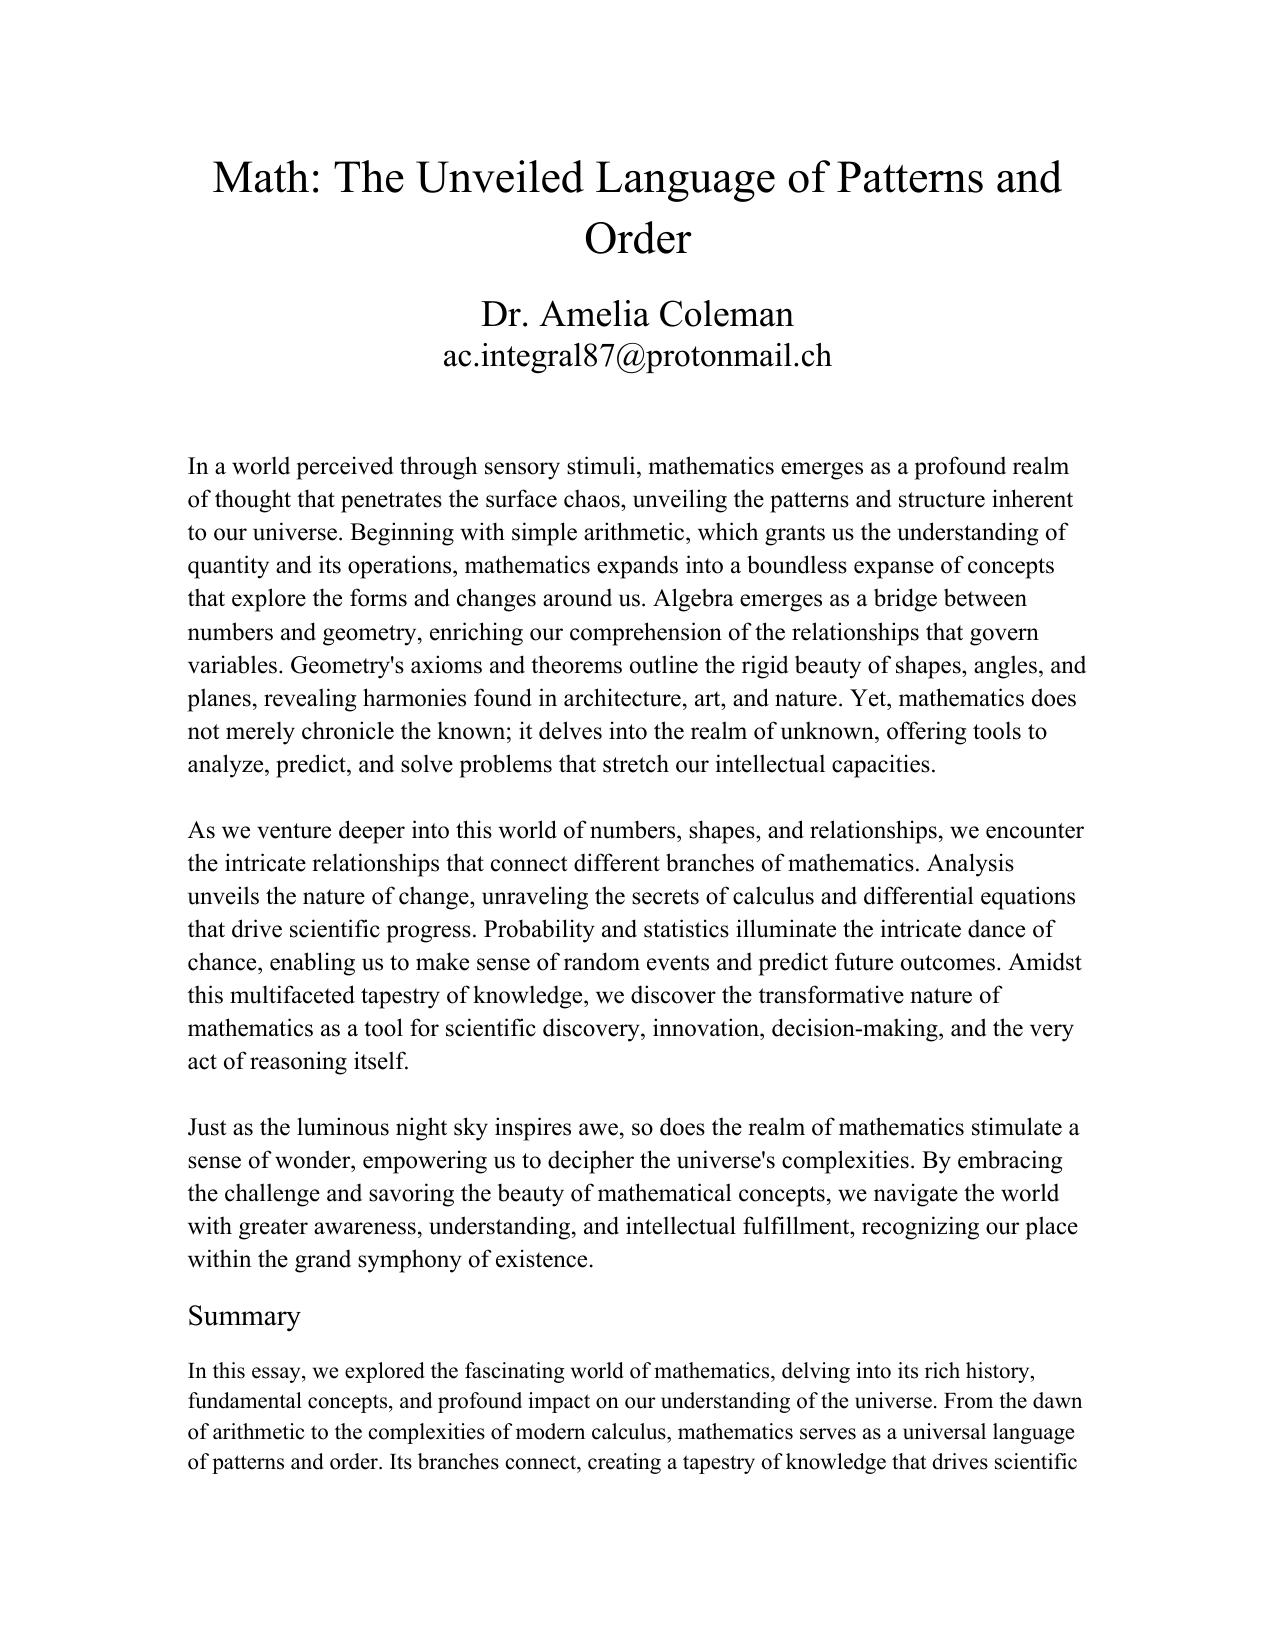 Math: The Unveiled Language of Patterns and
Order
Dr. Amelia Coleman
ac.integral87@protonmail.ch
In a world perceived through sensory stimuli, mathematics emerges as a profound realm
of thought that penetrates the surface chaos, unveiling the patterns and structure inherent
to our universe. Beginning with simple arithmetic, which grants us the understanding of
quantity and its operations, mathematics expands into a boundless expanse of concepts
that explore the forms and changes around us. Algebra emerges as a bridge between
numbers and geometry, enriching our comprehension of the relationships that govern
variables. Geometry's axioms and theorems outline the rigid beauty of shapes, angles, and
planes, revealing harmonies found in architecture, art, and nature. Yet, mathematics does
not merely chronicle the known; it delves into the realm of unknown, offering tools to
analyze, predict, and solve problems that stretch our intellectual capacities.
As we venture deeper into this world of numbers, shapes, and relationships, we encounter
the intricate relationships that connect different branches of mathematics. Analysis
unveils the nature of change, unraveling the secrets of calculus and differential equations
that drive scientific progress. Probability and statistics illuminate the intricate dance of
chance, enabling us to make sense of random events and predict future outcomes. Amidst
this multifaceted tapestry of knowledge, we discover the transformative nature of
mathematics as a tool for scientific discovery, innovation, decision-making, and the very
act of reasoning itself.
Just as the luminous night sky inspires awe, so does the realm of mathematics stimulate a
sense of wonder, empowering us to decipher the universe's complexities. By embracing
the challenge and savoring the beauty of mathematical concepts, we navigate the world
with greater awareness, understanding, and intellectual fulfillment, recognizing our place
within the grand symphony of existence.
Summary
In this essay, we explored the fascinating world of mathematics, delving into its rich history,
fundamental concepts, and profound impact on our understanding of the universe. From the dawn
of arithmetic to the complexities of modern calculus, mathematics serves as a universal language
of patterns and order. Its branches connect, creating a tapestry of knowledge that drives scientific